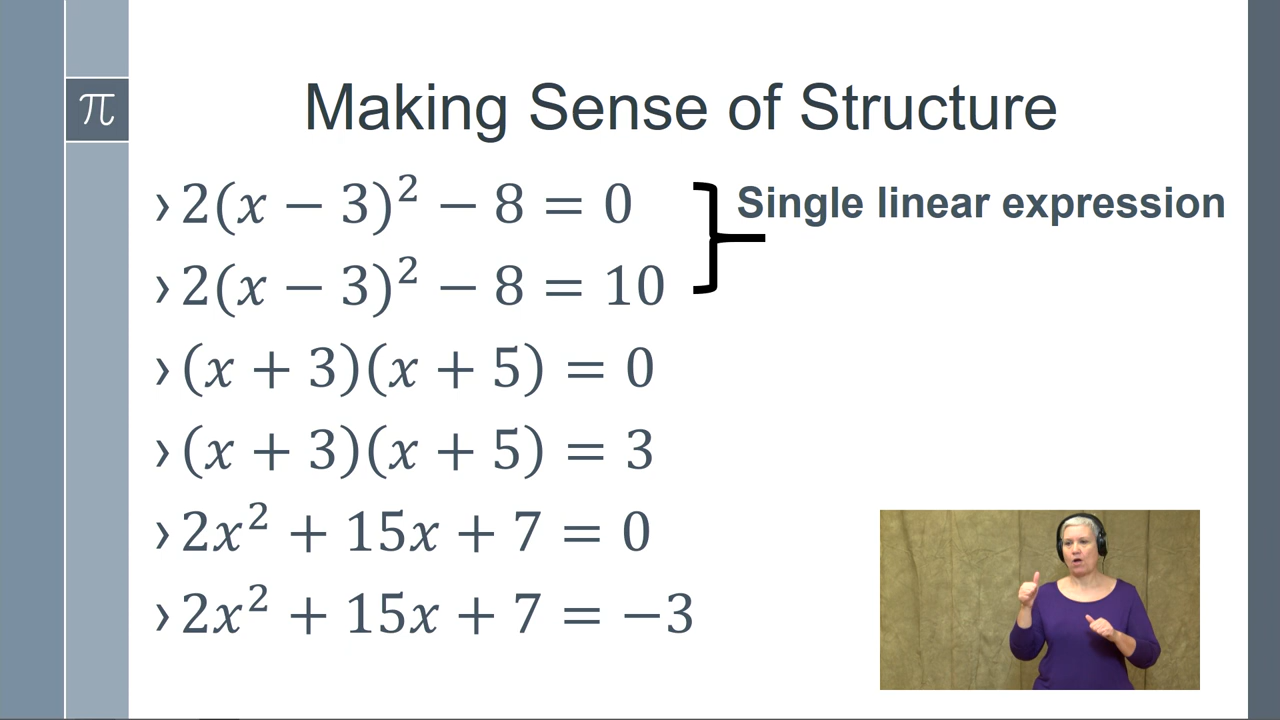 π
Making Sense of Structure
› 2(x − 3)² − 8 = 0
Single linear expression
› 2(x − 3)² − 8 = 10
› (x + 3)(x + 5) = 0
› (x + 3)(x + 5) = 3
› 2x² + 15x + 7 = 0
› 2x² + 15x + 7 = −3